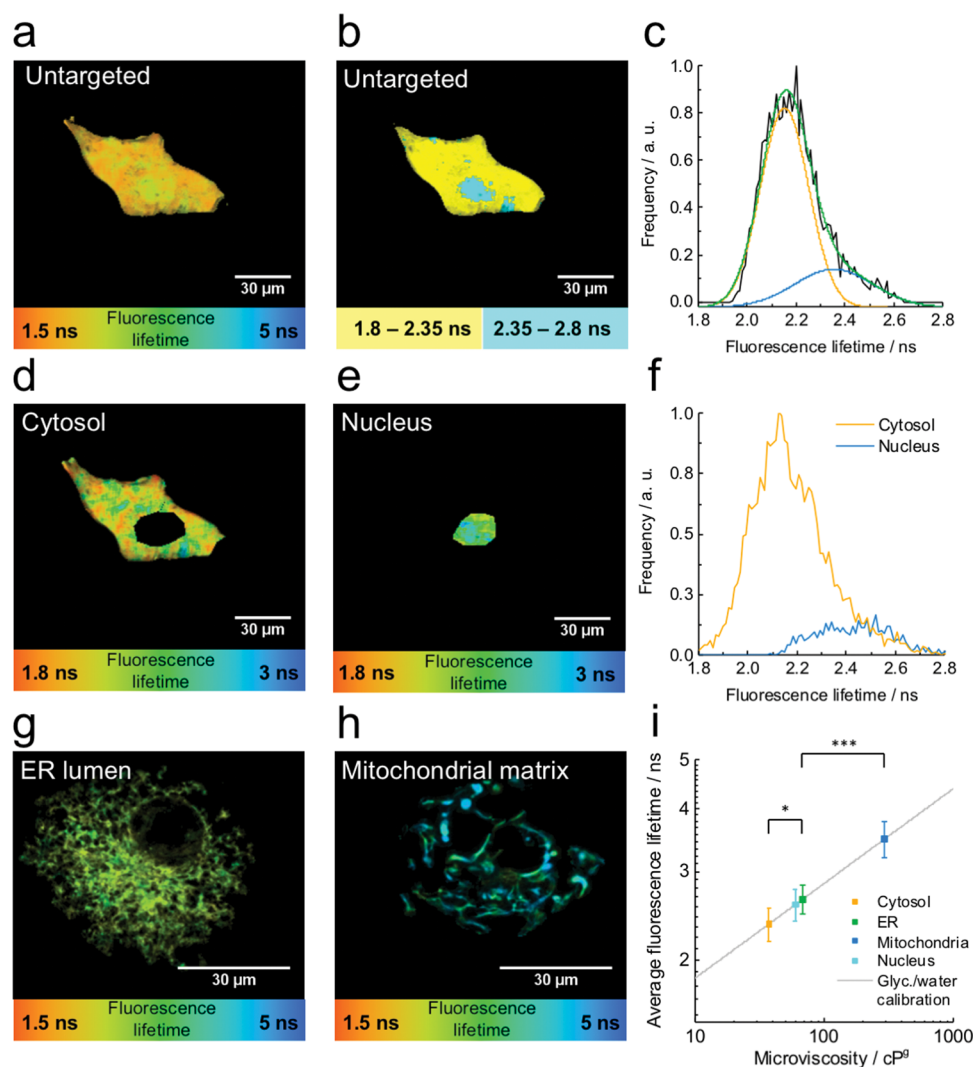 a
Untargeted
30 µm
1.5 ns Fluorescence lifetime 5 ns
b
Untargeted
30 µm
1.8 – 2.35 ns 2.35 – 2.8 ns
c
Frequency / a. u.
1.0
0.8
0.6
0.4
0.2
0.0
1.8 2.0 2.2 2.4 2.6 2.8
Fluorescence lifetime / ns
d
Cytosol
30 µm
1.8 ns Fluorescence lifetime 3 ns
e
Nucleus
30 µm
1.8 ns Fluorescence lifetime 3 ns
f
Frequency / a. u.
1.0
0.8
0.5
0.3
0.0
Cytosol
Nucleus
1.8 2.0 2.2 2.4 2.6 2.8
Fluorescence lifetime / ns
g
ER lumen
30 µm
1.5 ns Fluorescence lifetime 5 ns
h
Mitochondrial matrix
30 µm
1.5 ns Fluorescence lifetime 5 ns
i
Average fluorescence lifetime / ns
5
4
3
2
***
*
Cytosol
ER
Mitochondria
Nucleus
Glyc./water
calibration
10 100 1000
Microviscosity / cPᵍ